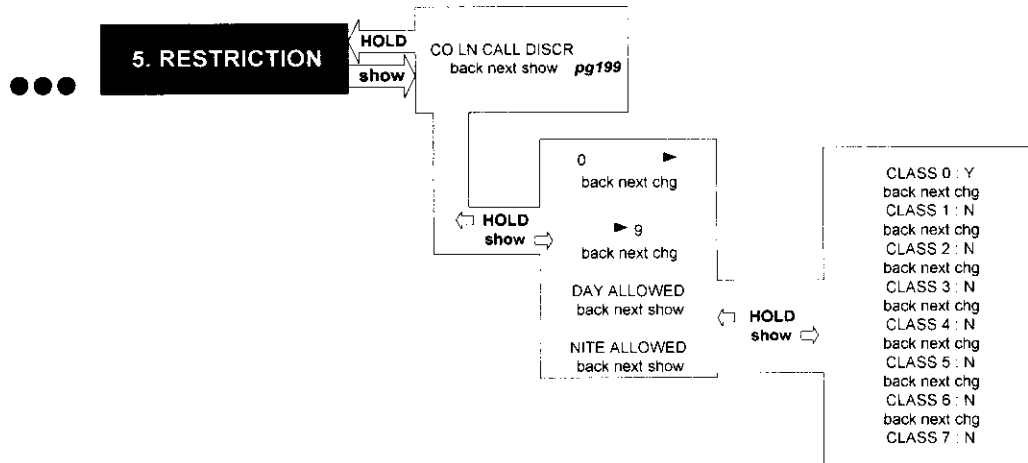 5. RESTRICTION
HOLD
show
CO LN CALL DISCR
back next show pg199
HOLD
show
0 ►
back next chg
► 9
back next chg
DAY ALLOWED
back next show
NITE ALLOWED
back next show
HOLD
show
CLASS 0 : Y
back next chg
CLASS 1 : N
back next chg
CLASS 2 : N
back next chg
CLASS 3 : N
back next chg
CLASS 4 : N
back next chg
CLASS 5 : N
back next chg
CLASS 6 : N
back next chg
CLASS 7 : N